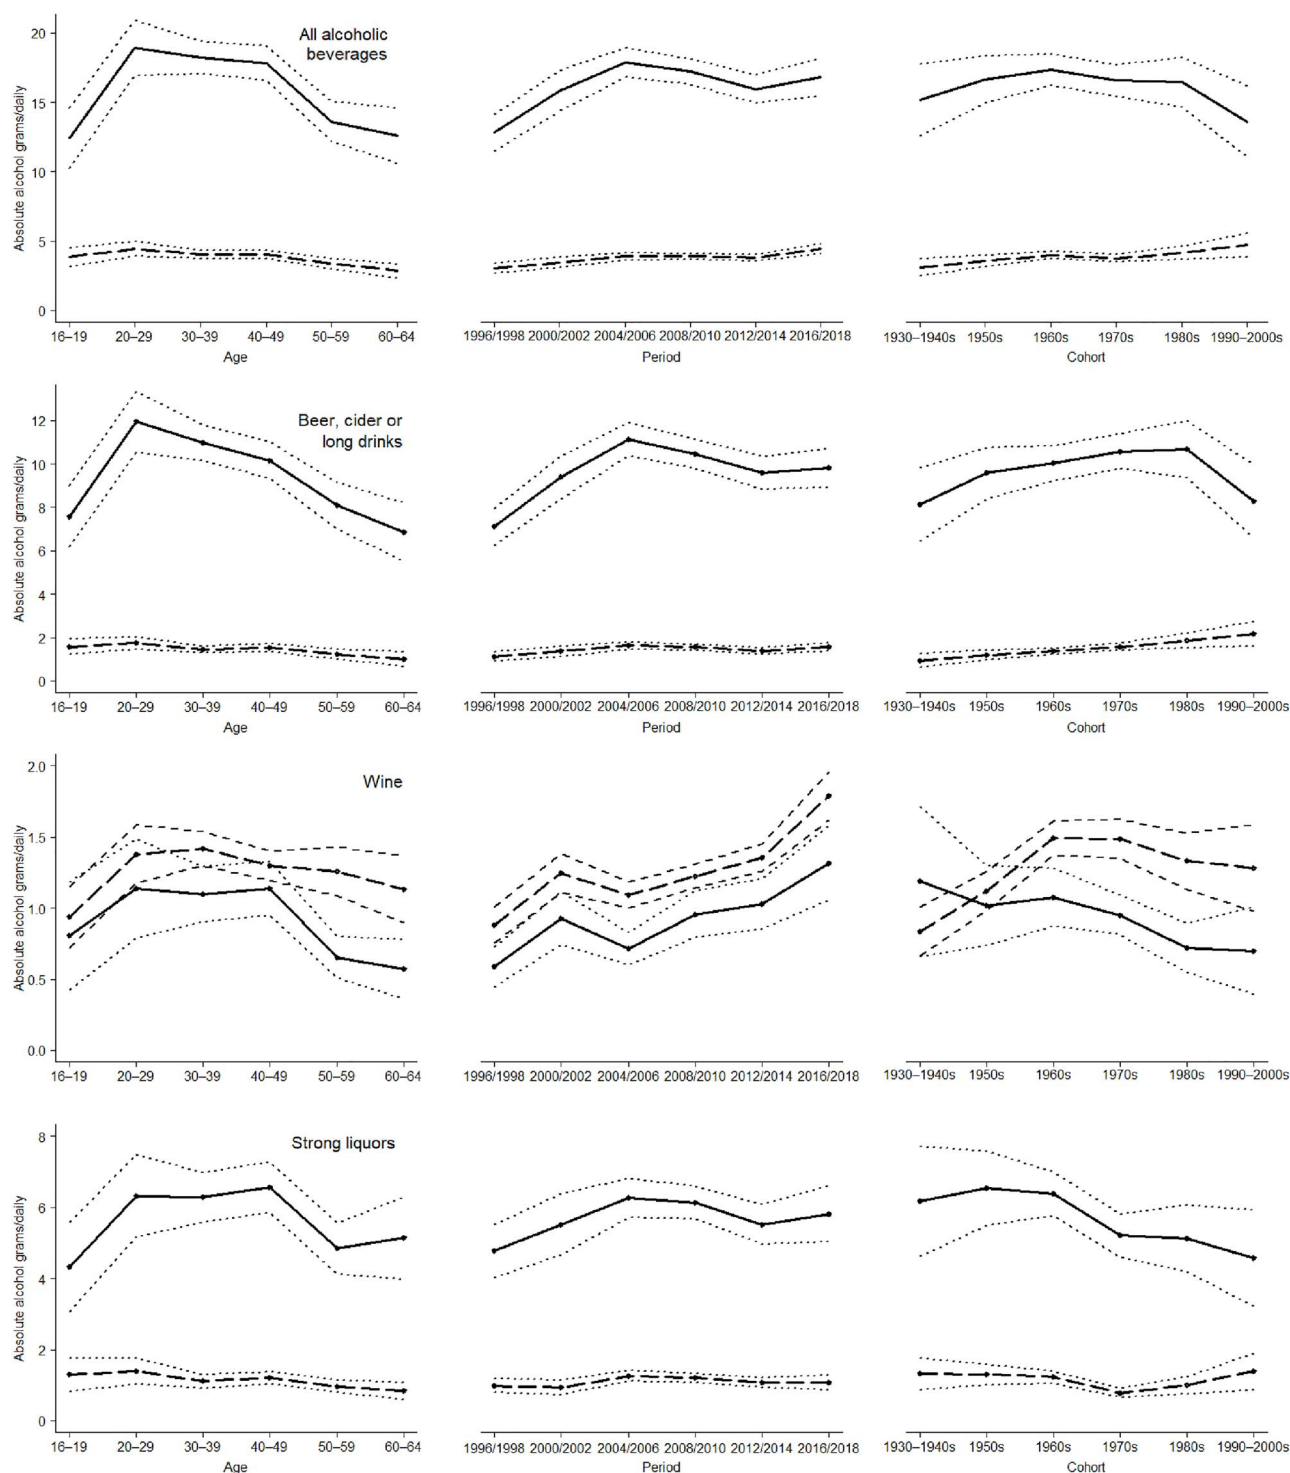 All alcoholic
beverages
Absolute alcohol grams/daily
20
15
10
5
0
16–19 20–29 30–39 40–49 50–59 60–64
Age
1996/1998 2000/2002 2004/2006 2008/2010 2012/2014 2016/2018
Period
1930–1940s 1950s 1960s 1970s 1980s 1990–2000s
Cohort
Beer, cider or
long drinks
Absolute alcohol grams/daily
12
10
8
6
4
2
0
16–19 20–29 30–39 40–49 50–59 60–64
Age
1996/1998 2000/2002 2004/2006 2008/2010 2012/2014 2016/2018
Period
1930–1940s 1950s 1960s 1970s 1980s 1990–2000s
Cohort
Wine
Absolute alcohol grams/daily
2.0
1.5
1.0
0.5
0.0
16–19 20–29 30–39 40–49 50–59 60–64
Age
1996/1998 2000/2002 2004/2006 2008/2010 2012/2014 2016/2018
Period
1930–1940s 1950s 1960s 1970s 1980s 1990–2000s
Cohort
Strong liquors
Absolute alcohol grams/daily
8
6
4
2
0
16–19 20–29 30–39 40–49 50–59 60–64
Age
1996/1998 2000/2002 2004/2006 2008/2010 2012/2014 2016/2018
Period
1930–1940s 1950s 1960s 1970s 1980s 1990–2000s
Cohort